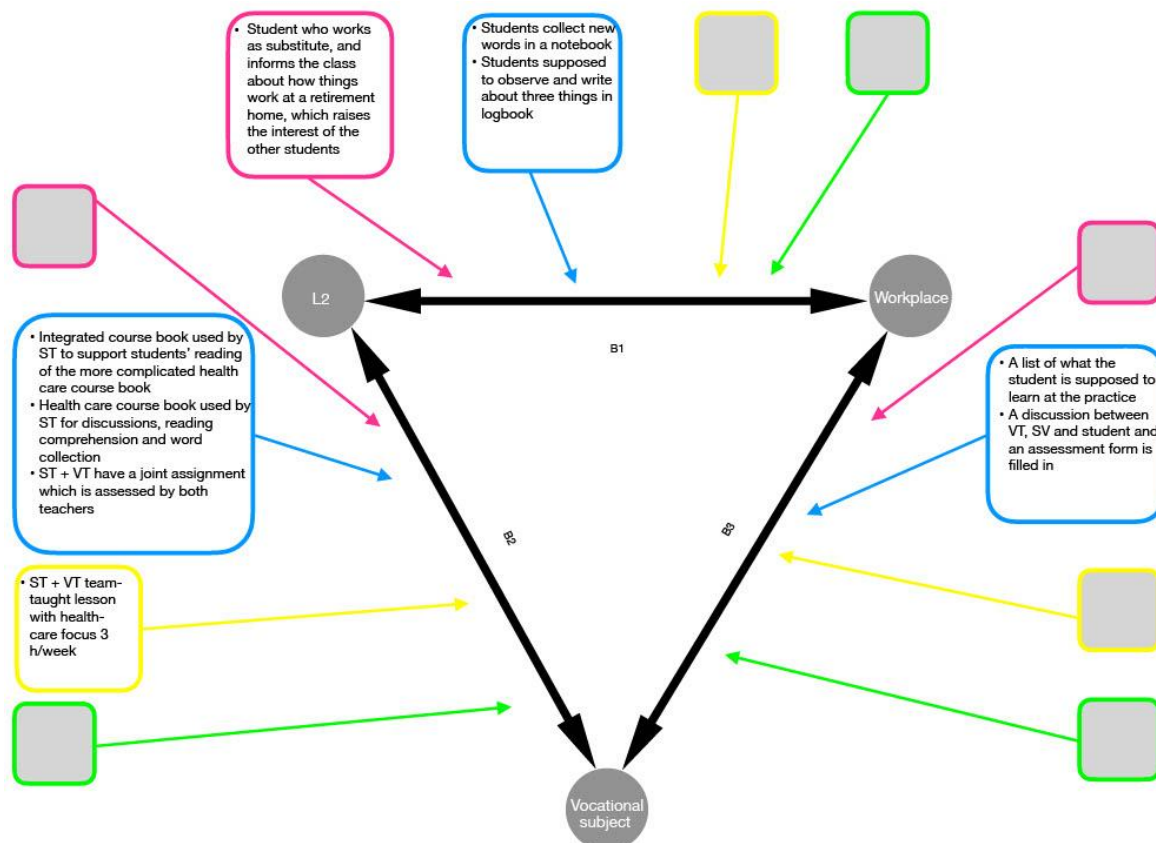 • Student who works
as substitute, and
informs the class
about how things
work at a retirement
home, which raises
the interest of the
other students
• Students collect new
words in a notebook
• Students supposed
to observe and write
about three things in
logbook
L2
Workplace
B1
• Integrated course book used by
ST to support students’ reading
of the more complicated health
care course book
• Health care course book used by
ST for discussions, reading
comprehension and word
collection
• ST + VT have a joint assignment
which is assessed by both
teachers
• A list of what the
student is supposed to
learn at the practice
• A discussion between
VT, SV and student and
an assessment form is
filled in
B2
B3
• ST + VT team-
taught lesson
with health-
care focus 3
h/week
Vocational
subject